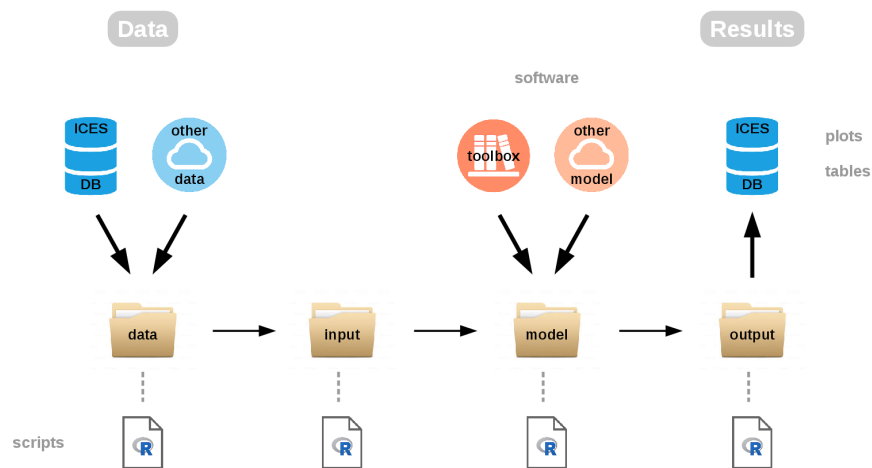 Data
Results
software
ICES
DB
other
data
toolbox
other
model
ICES
DB
plots
tables
data
input
model
output
scripts
R
R
R
R